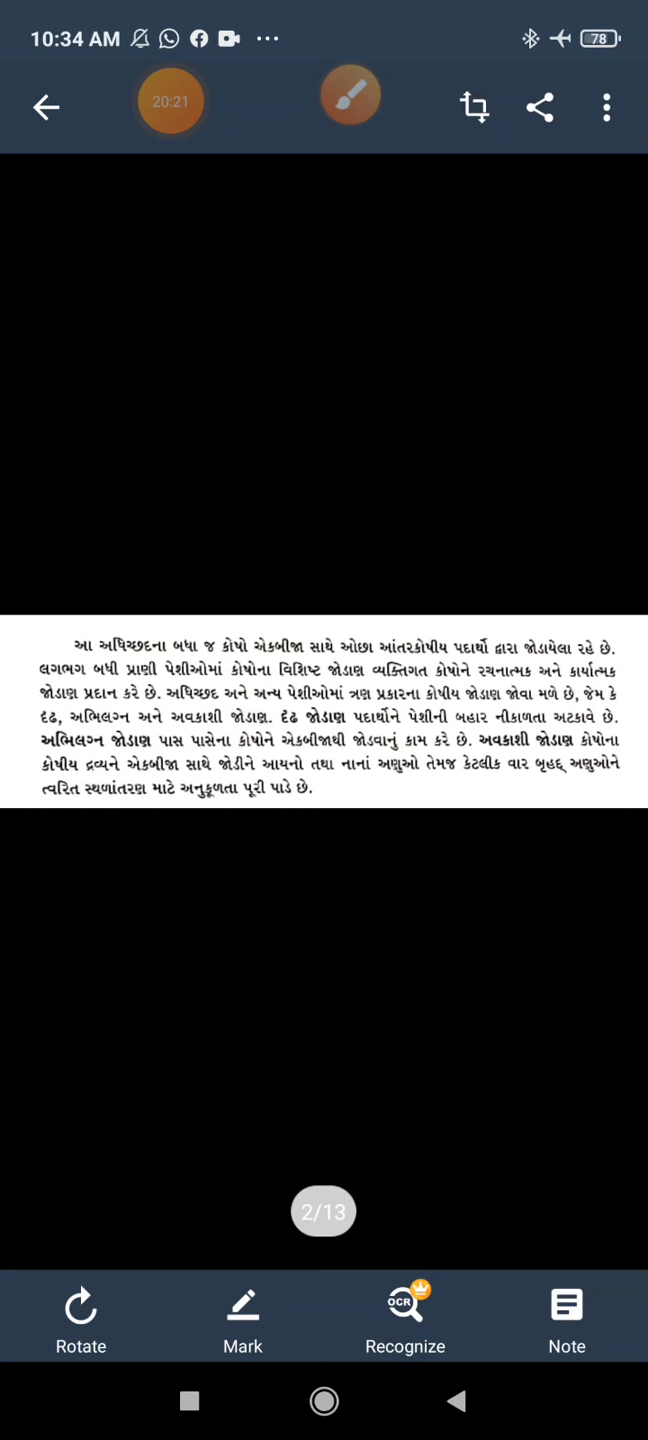 10:34 AM
78
20:21
આ અધિચ્છદના બધા જ કોષો એકબીજા સાથે ઓછા આંતરકોષીય પદાર્થો દ્વારા જોડાયેલા રહે છે.
લગભગ બધી પ્રાણી પેશીઓમાં કોષોના વિશિષ્ટ જોડાણ વ્યક્તિગત કોષોને રચનાત્મક અને કાર્યાત્મક
જોડાણ પ્રદાન કરે છે. અધિચ્છદ અને અન્ય પેશીઓમાં ત્રણ પ્રકારના કોષીય જોડાણ જોવા મળે છે, જેમ કે
દૃઢ, અભિલગ્ન અને અવકાશી જોડાણ. દૃઢ જોડાણ પદાર્થોને પેશીની બહાર નીકાળતા અટકાવે છે.
અભિલગ્ન જોડાણ પાસ પાસેના કોષોને એકબીજાથી જોડવાનું કામ કરે છે. અવકાશી જોડાણ કોષોના
કોષીય દ્રવ્યને એકબીજા સાથે જોડીને આયનો તથા નાનાં અણુઓ તેમજ કેટલીક વાર બૃહદ્ અણુઓને
ત્વરિત સ્થળાંતરણ માટે અનુકૂળતા પૂરી પાડે છે.
2/13
OCR
Rotate Mark Recognize Note